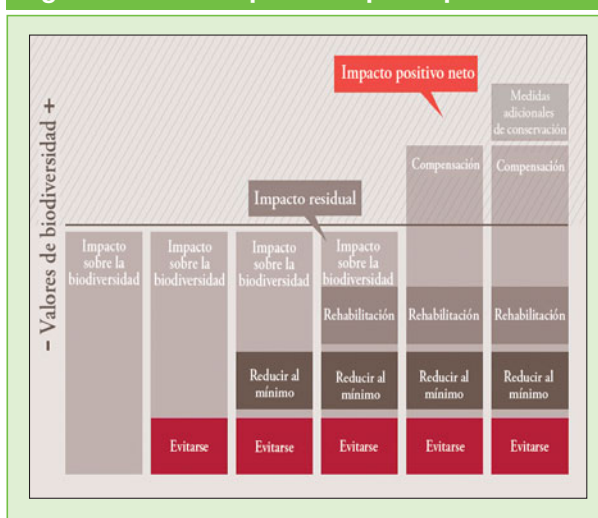 Impacto positivo neto
Medidas
adicionales
de conservación
Compensación
Compensación
Impacto residual
– Valores de biodiversidad +
Impacto
sobre la
biodiversidad
Impacto
sobre la
biodiversidad
Impacto
sobre la
biodiversidad
Impacto
sobre la
biodiversidad
Rehabilitación
Rehabilitación
Rehabilitación
Reducir al
mínimo
Reducir al
mínimo
Reducir al
mínimo
Reducir al
mínimo
Evitarse
Evitarse
Evitarse
Evitarse
Evitarse